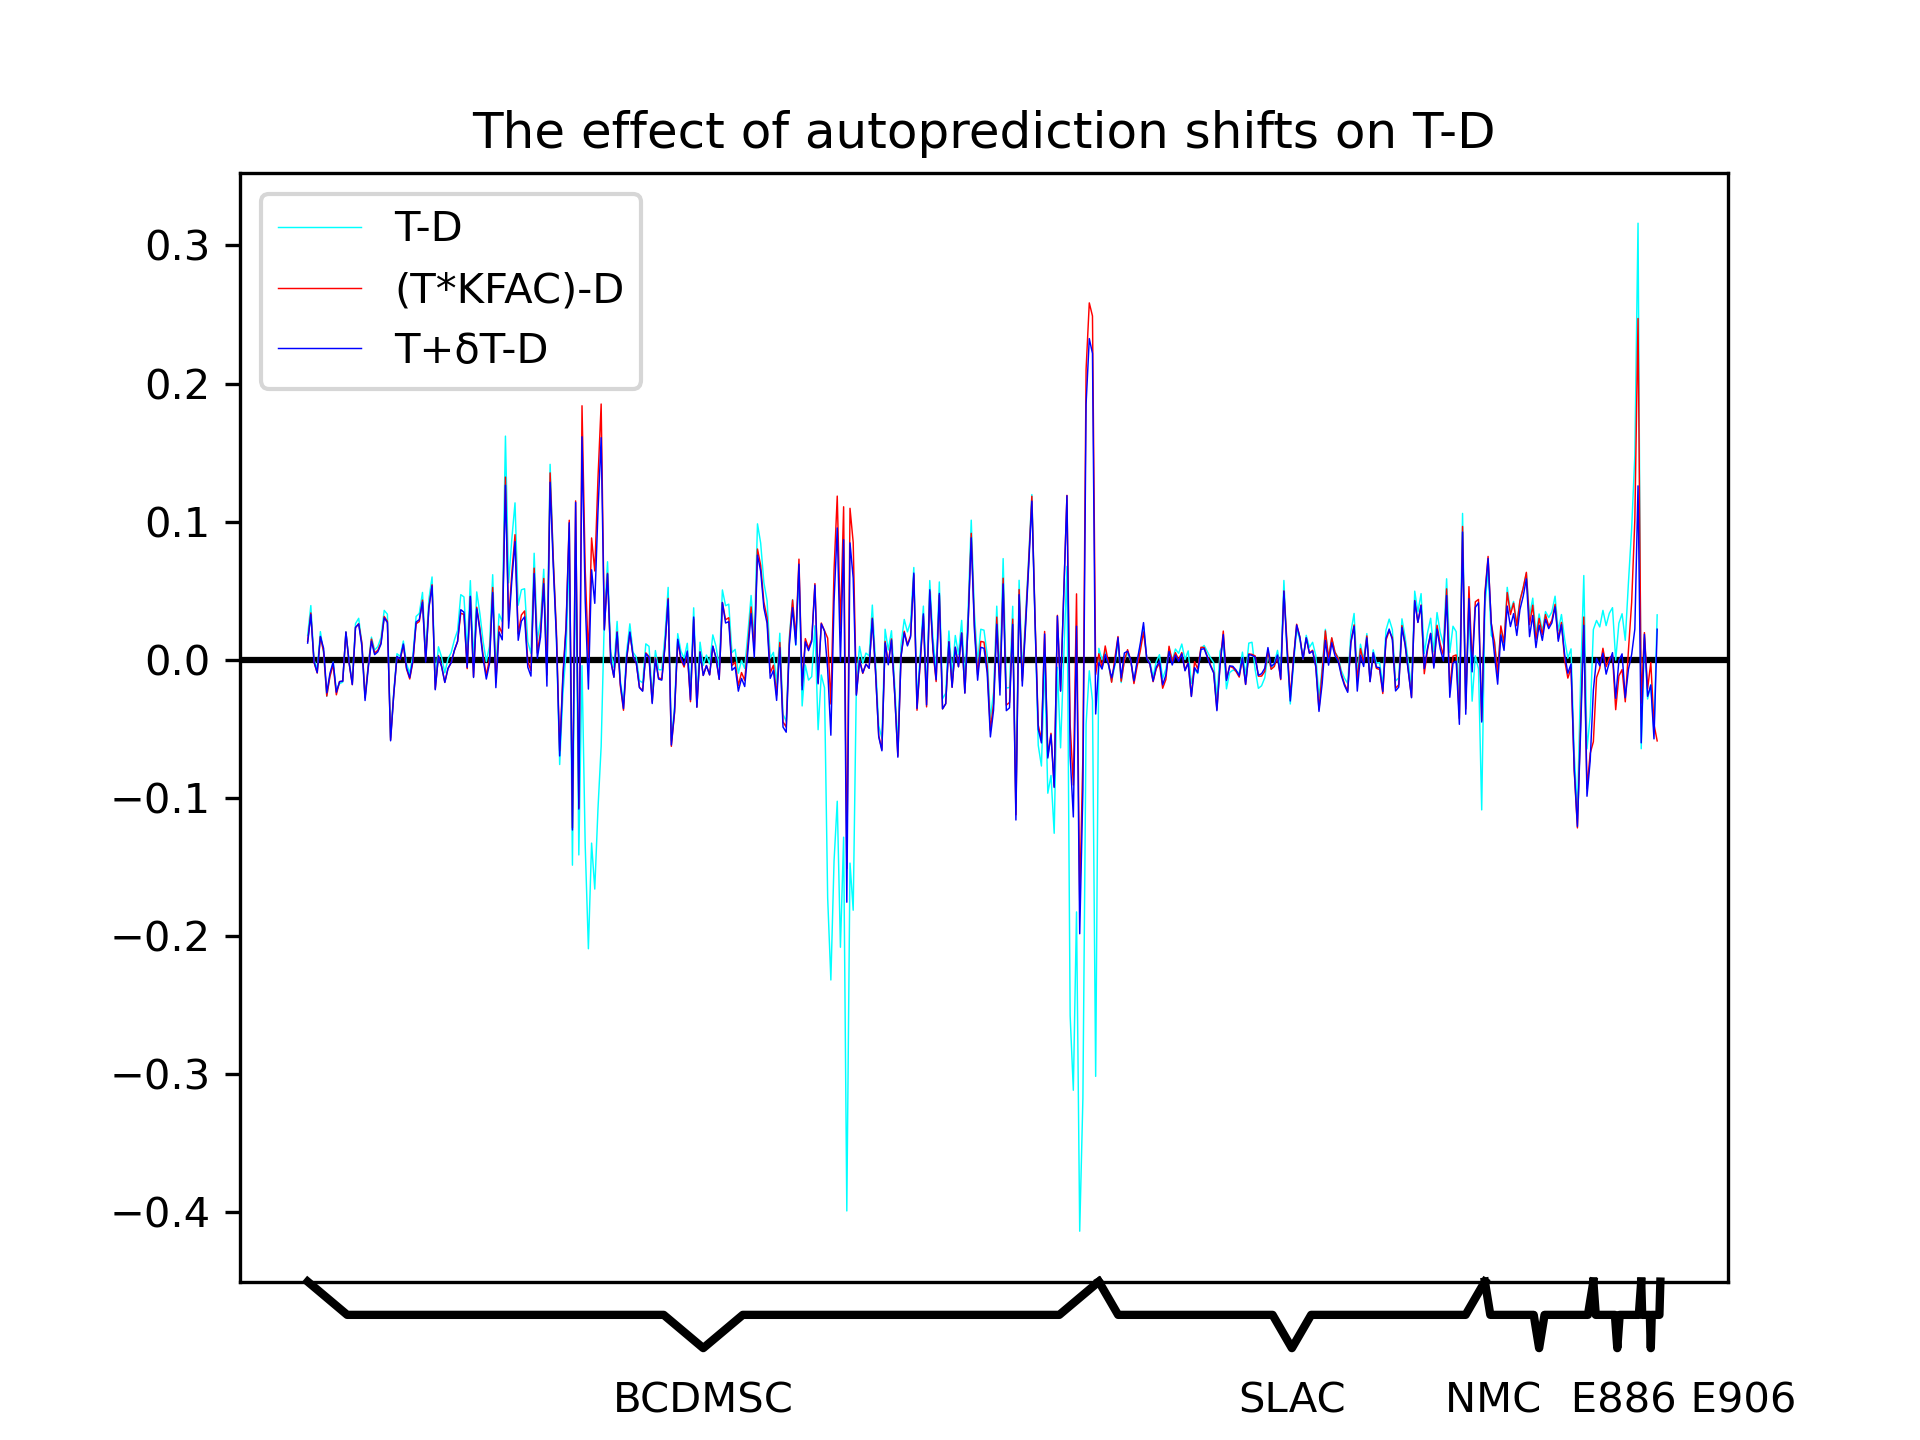 The effect of autoprediction shifts on T-D
T-D
(T*KFAC)-D
T+δT-D
0.3
0.2
0.1
0.0
−0.1
−0.2
−0.3
−0.4
BCDMSC SLAC NMC E886 E906